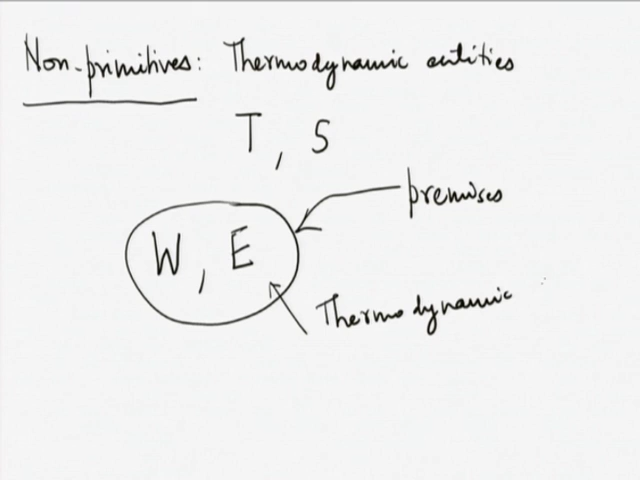 Non-primitives: Thermodynamic entities
T, S
premises
W, E
Thermodynamic